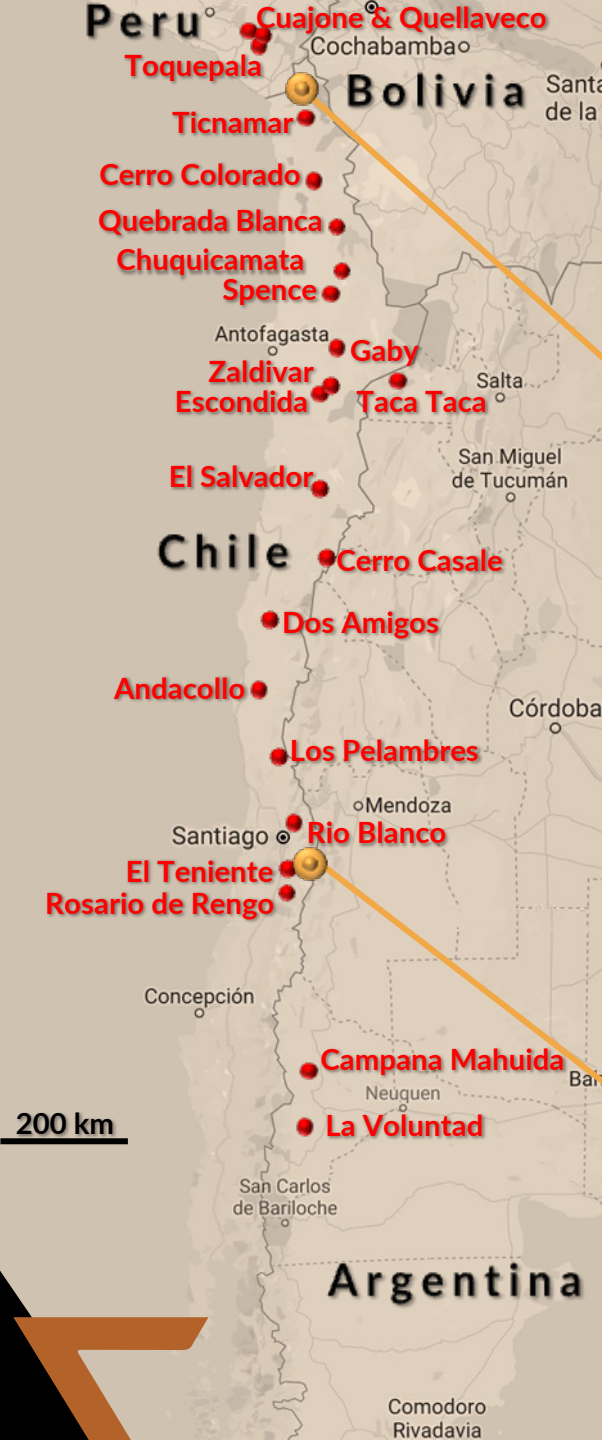 Cuajone & Quellaveco
Peru
Cochabamba
Toquepala
Bolivia
Santa
de la
Ticnamar
Cerro Colorado
Quebrada Blanca
Chuquicamata
Spence
Antofagasta
Gaby
Zaldivar
Salta
Escondida
Taca Taca
San Miguel
de Tucumán
El Salvador
Chile
Cerro Casale
Dos Amigos
Andacollo
Córdoba
Los Pelambres
Mendoza
Santiago
Rio Blanco
El Teniente
Rosario de Rengo
Concepción
Campana Mahuida
Neuquen
La Voluntad
200 km
San Carlos
de Bariloche
Argentina
Comodoro
Rivadavia